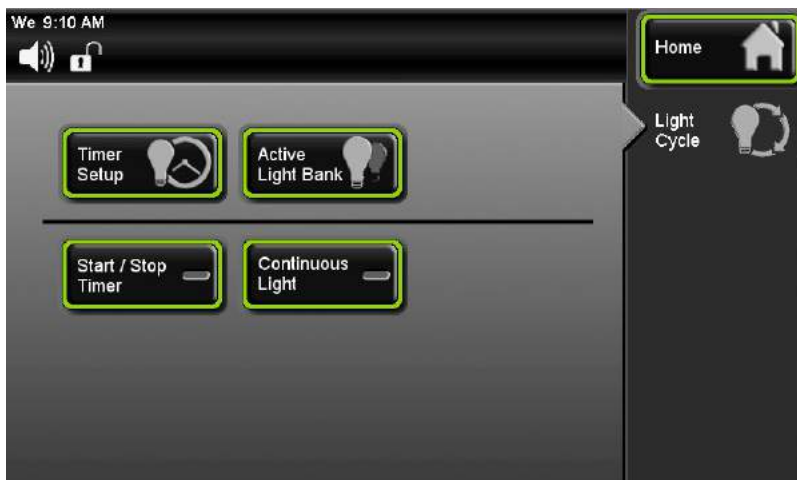 We 9:10 AM
Home
Light
Cycle
Timer
Setup
Active
Light Bank
Start / Stop
Timer
Continuous
Light